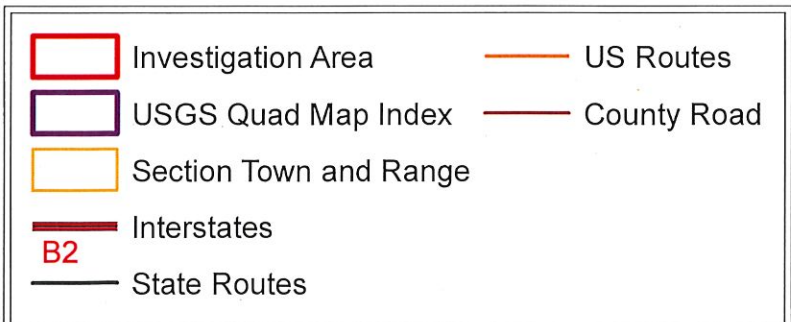 Investigation Area
USGS Quad Map Index
Section Town and Range
Interstates
B2
State Routes
US Routes
County Road